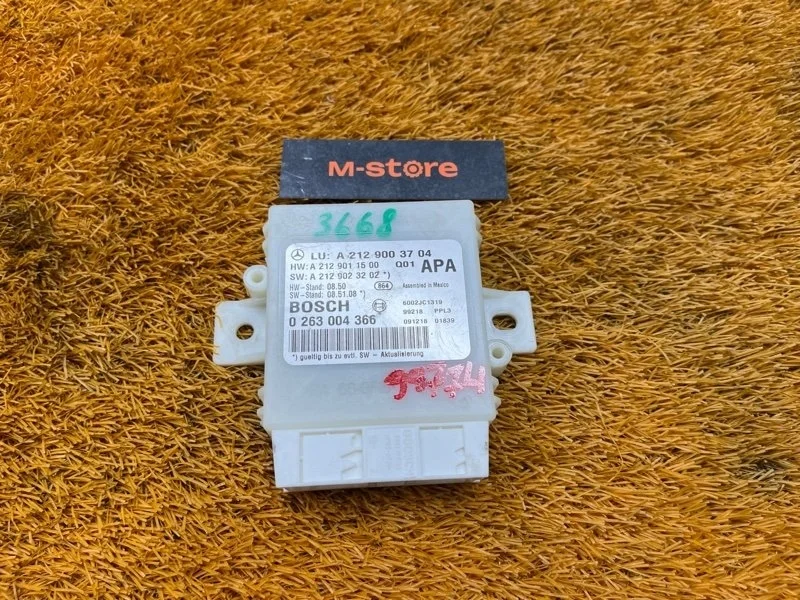 M-store
3668
LU: A 212 900 37 04
HW: A 212 901 15 00 Q01 APA
SW: A 212 902 32 02 *)
HW-Stand: 08.50 864 Assembled in Mexico
SW-Stand: 08.51.08 *)
BOSCH 6002JC1319
0 263 004 366 99218 PPL3
091218 01839
*) gueltig bis zu evtl. SW - Aktualisierung